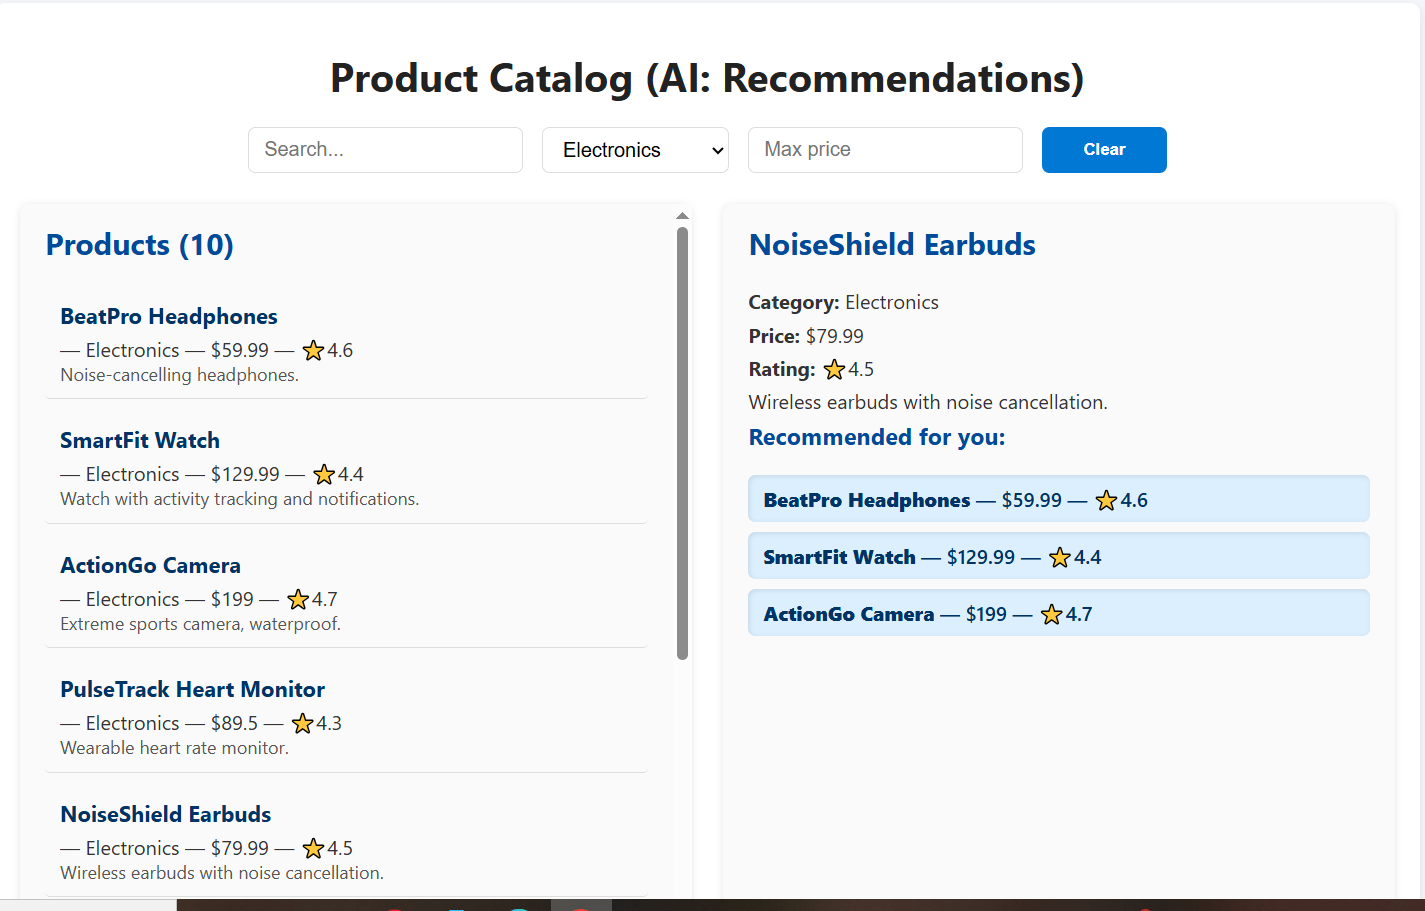 Product Catalog (AI: Recommendations)
Search...
Electronics
Max price
Clear
Products (10)
BeatPro Headphones
— Electronics — $59.99 — ⭐4.6
Noise-cancelling headphones.
SmartFit Watch
— Electronics — $129.99 — ⭐4.4
Watch with activity tracking and notifications.
ActionGo Camera
— Electronics — $199 — ⭐4.7
Extreme sports camera, waterproof.
PulseTrack Heart Monitor
— Electronics — $89.5 — ⭐4.3
Wearable heart rate monitor.
NoiseShield Earbuds
— Electronics — $79.99 — ⭐4.5
Wireless earbuds with noise cancellation.
NoiseShield Earbuds
Category: Electronics
Price: $79.99
Rating: ⭐4.5
Wireless earbuds with noise cancellation.
Recommended for you:
BeatPro Headphones — $59.99 — ⭐4.6
SmartFit Watch — $129.99 — ⭐4.4
ActionGo Camera — $199 — ⭐4.7